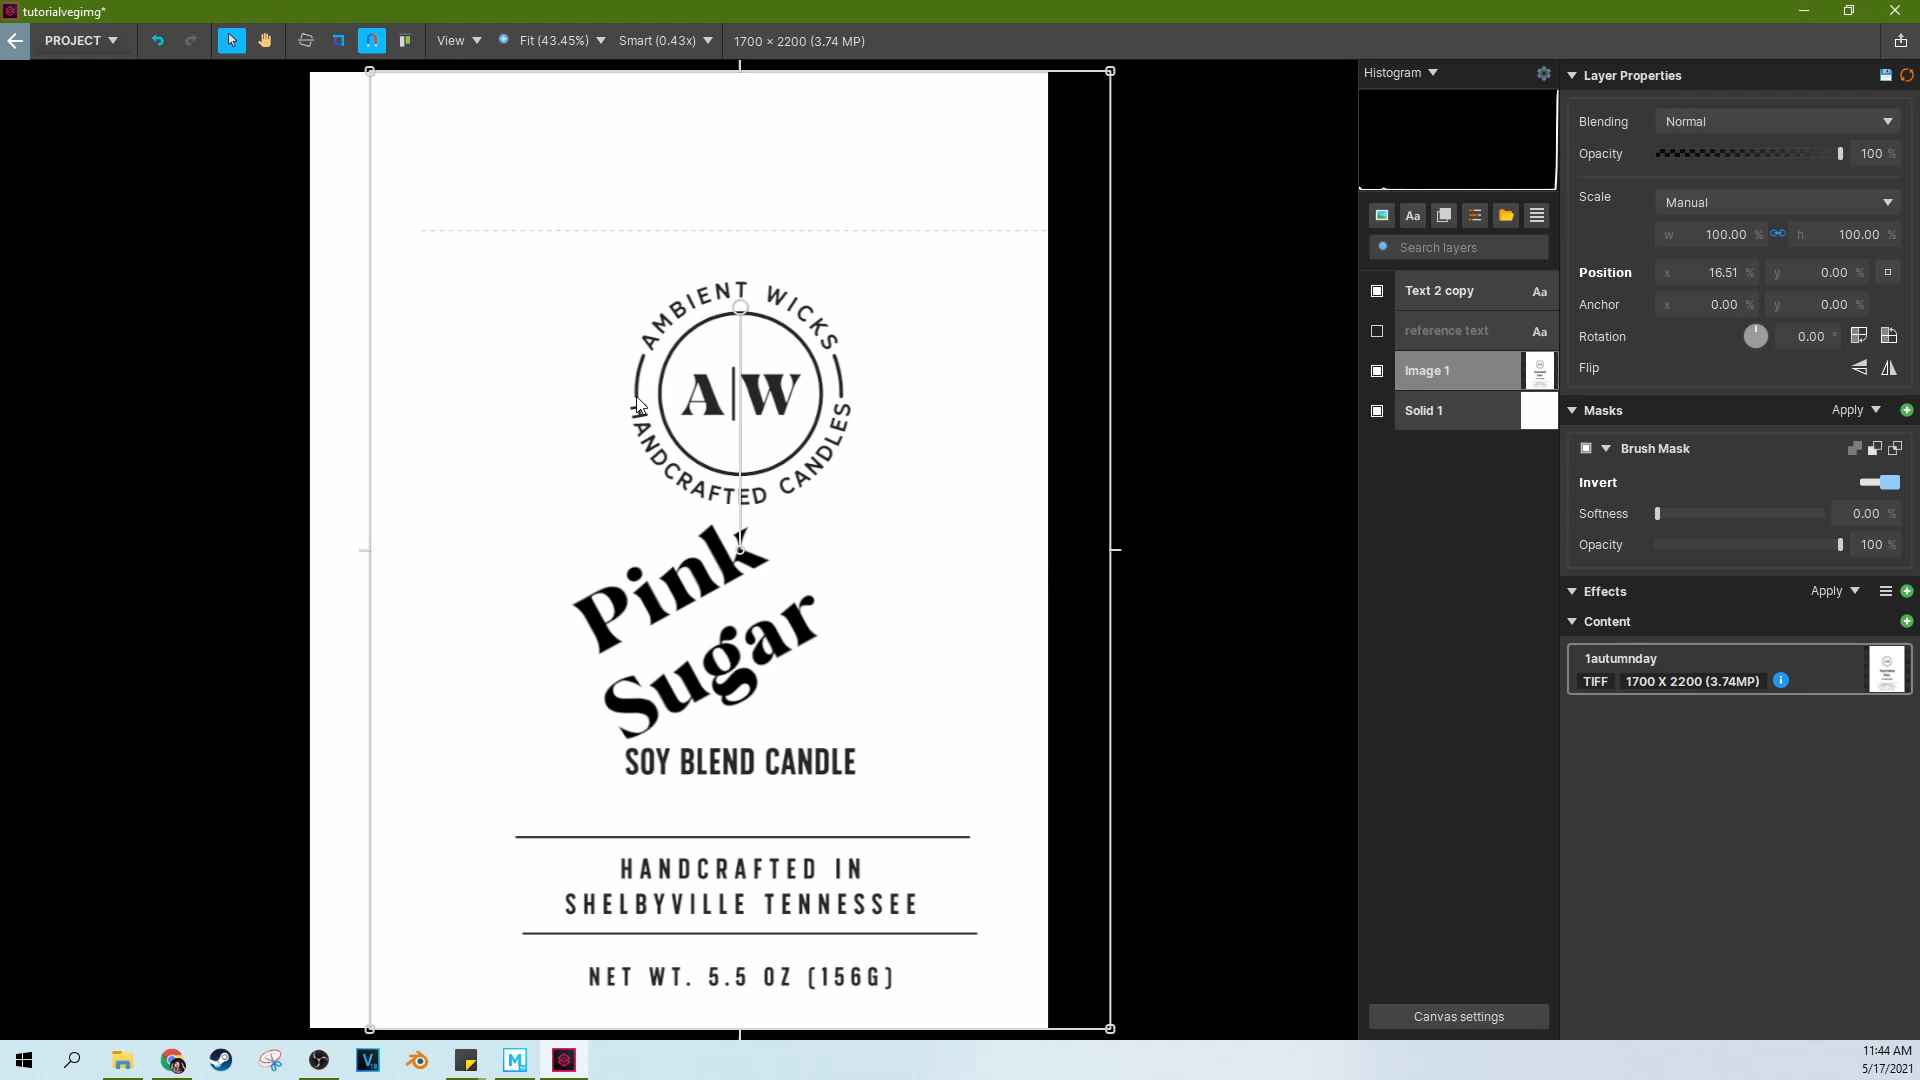 tutorialvegimg*
PROJECT
View
Fit (43.45%)
Smart (0.43x)
1700 × 2200 (3.74 MP)
Histogram
Layer Properties
Blending
Normal
Opacity
100 %
Scale
Manual
w 100.00 % h 100.00 %
Position x 16.51 % y 0.00 %
Anchor x 0.00 % y 0.00 %
Rotation 0.00 °
Flip
Aa
Search layers
Text 2 copy Aa
reference text Aa
Image 1
Solid 1
Masks Apply
Brush Mask
Invert
Softness 0.00 %
Opacity 100 %
Effects Apply
Content
1autumnday
TIFF 1700 X 2200 (3.74MP)
Canvas settings
AMBIENT WICKS
A|W
HANDCRAFTED CANDLES
Pink
Sugar
SOY BLEND CANDLE
HANDCRAFTED IN
SHELBYVILLE TENNESSEE
NET WT. 5.5 OZ (156G)
11:44 AM
5/17/2021